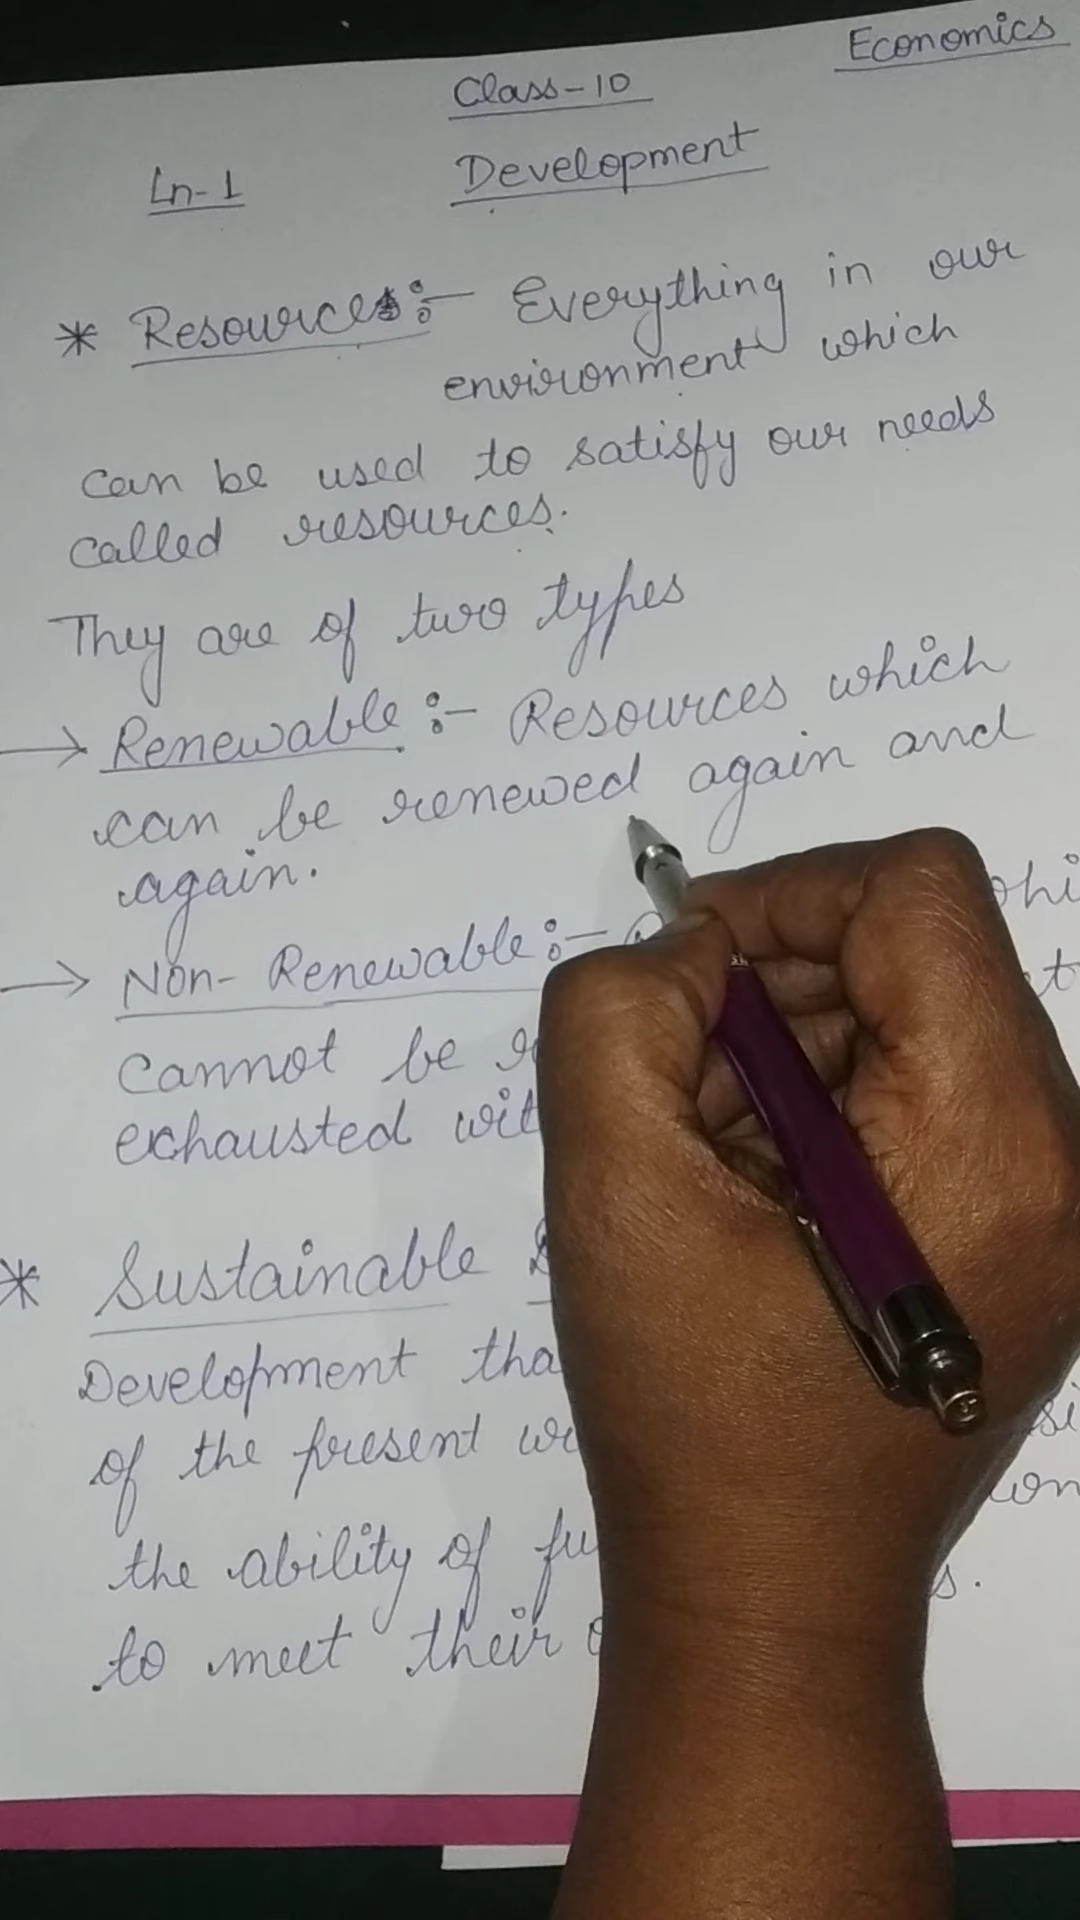 Economics
Class-10
Ln-1 Development
* Resources:- Everything in our
environment which
can be used to satisfy our needs
called resources.
They are of two types
→ Renewable :- Resources which
can be renewed again and
again.
→ Non-Renewable:-
cannot be
exhausted
* Sustainable
Development
of the present
the ability of
to meet their